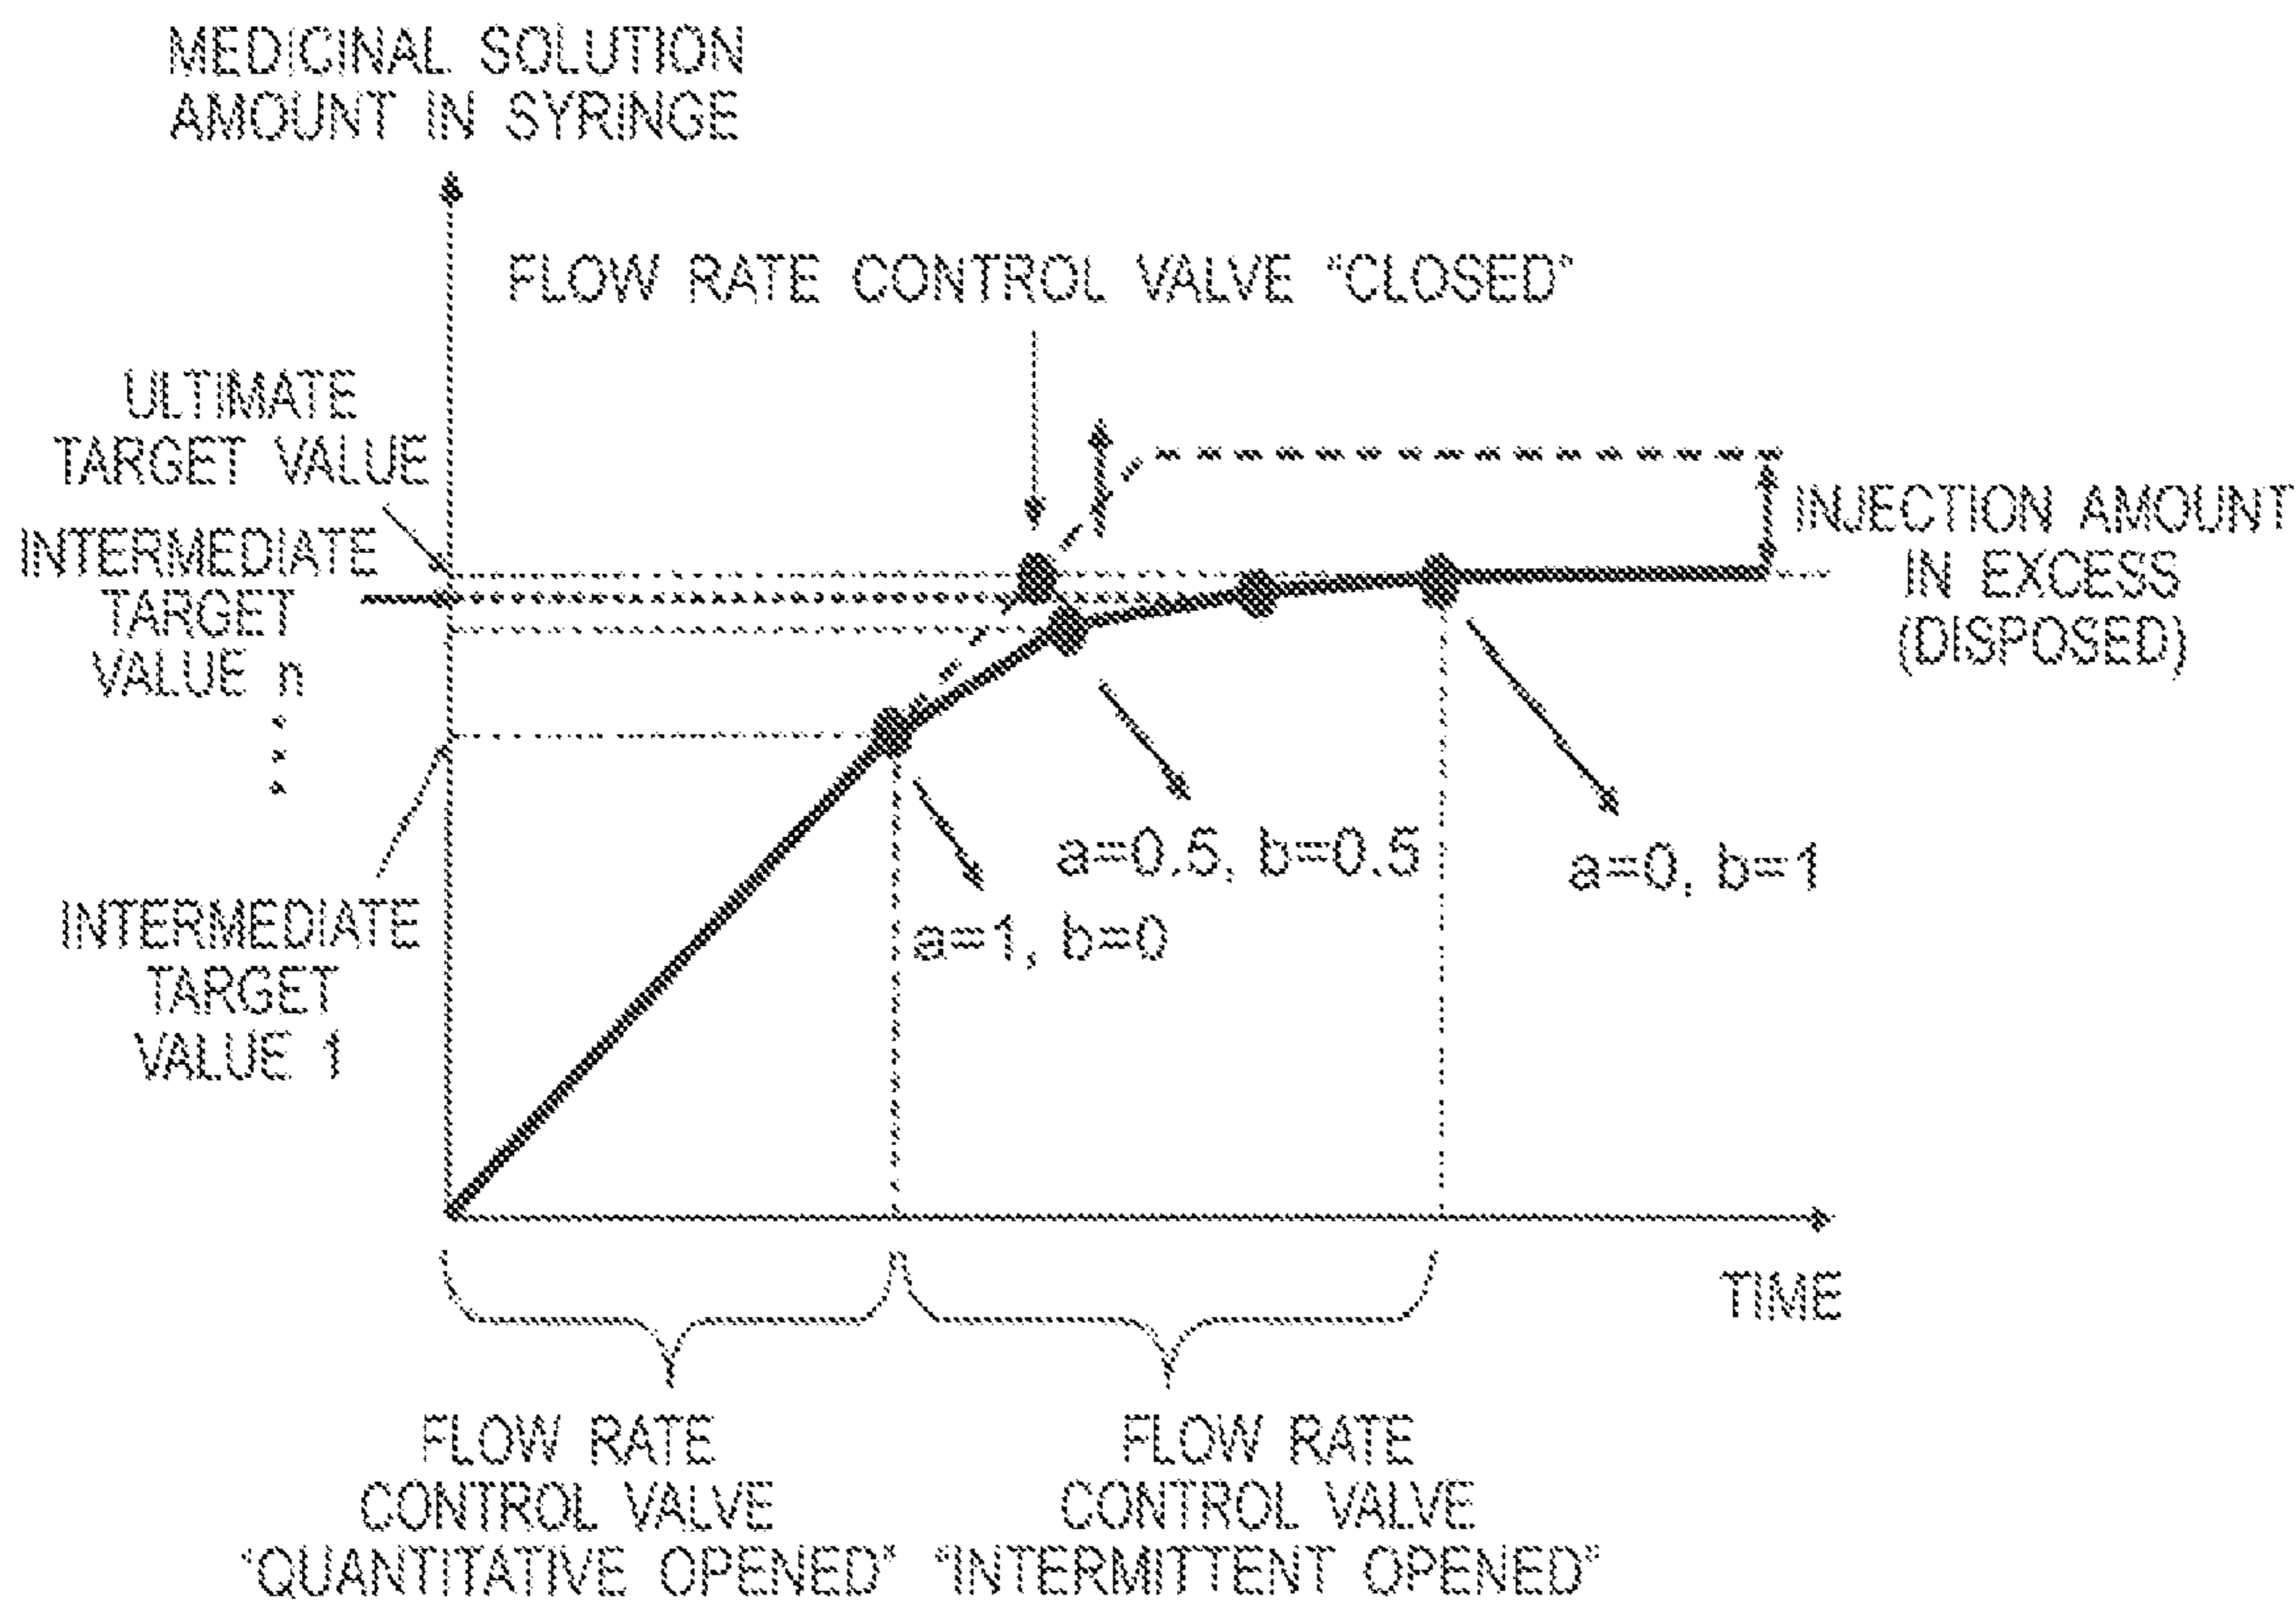 MEDICINAL SOLUTION
AMOUNT IN SYRINGE
FLOW RATE CONTROL VALVE "CLOSED"
ULTIMATE
TARGET VALUE
INTERMEDIATE
TARGET
VALUE n
INJECTION AMOUNT
IN EXCESS
(DISPOSED)
a=0.5, b=0.5
a=0, b=1
a=1, b=0
INTERMEDIATE
TARGET
VALUE 1
TIME
FLOW RATE
CONTROL VALVE
"QUANTITATIVE OPENED"
FLOW RATE
CONTROL VALVE
"INTERMITTENT OPENED"